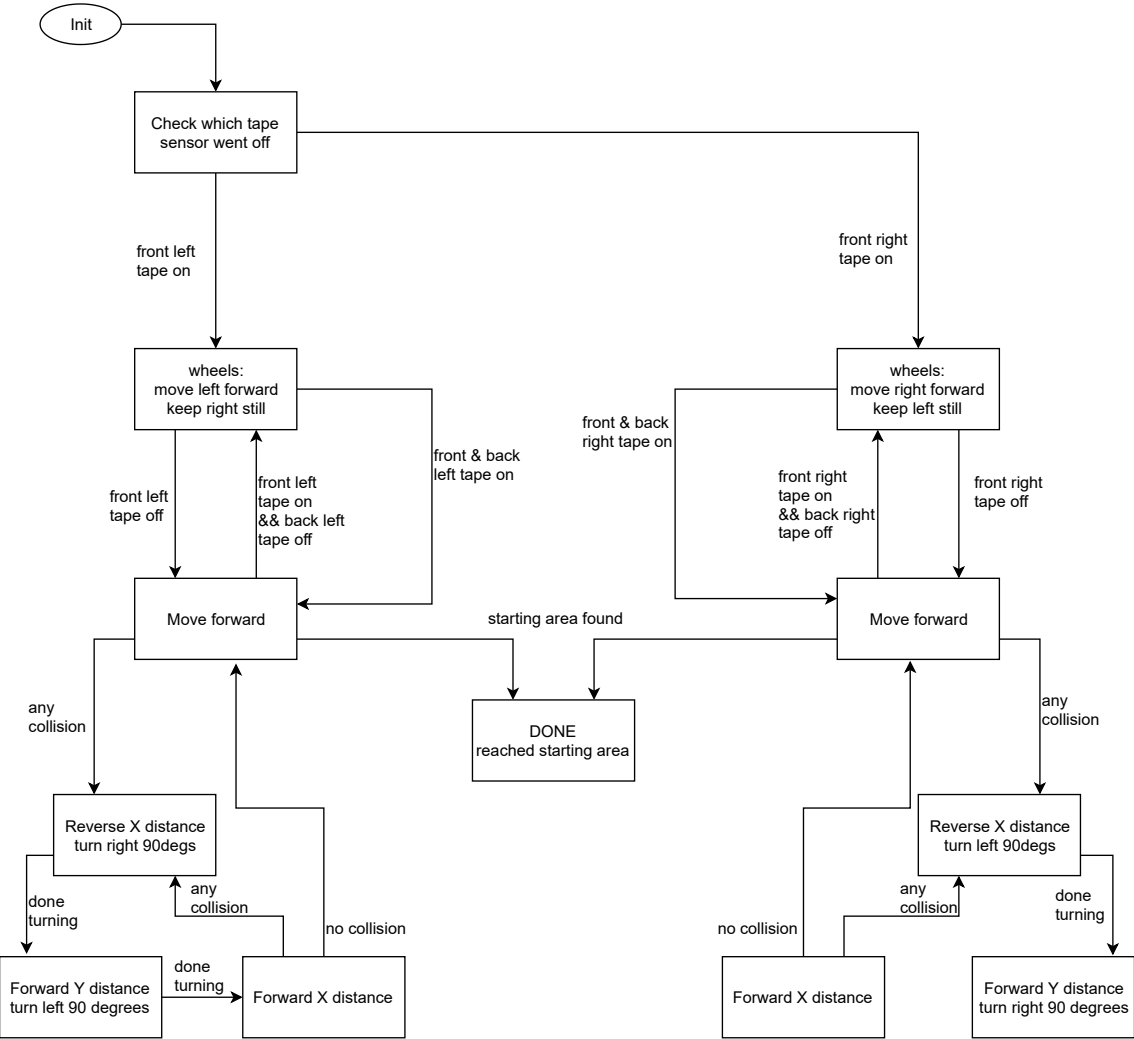 Init
Check which tape
sensor went off
front left
tape on
front right
tape on
wheels:
move left forward
keep right still
wheels:
move right forward
keep left still
front & back
right tape on
front & back
left tape on
front left
tape off
front left
tape on
&& back left
tape off
front right
tape on
&& back right
tape off
front right
tape off
Move forward
starting area found
Move forward
any
collision
DONE
reached starting area
any
collision
Reverse X distance
turn right 90degs
Reverse X distance
turn left 90degs
done
turning
any
collision
no collision
no collision
any
collision
done
turning
Forward Y distance
turn left 90 degrees
done
turning
Forward X distance
Forward X distance
Forward Y distance
turn right 90 degrees